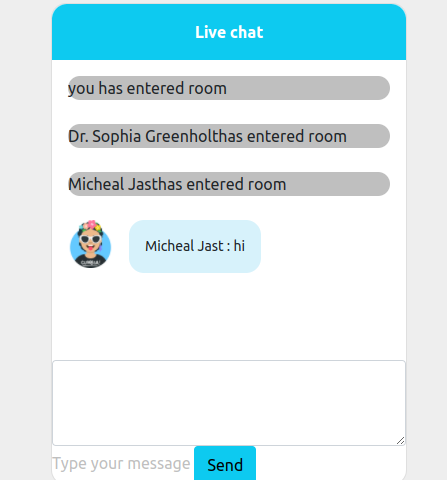 Live chat
you has entered room
Dr. Sophia Greenholthas entered room
Micheal Jasthas entered room
Micheal Jast : hi
Type your message
Send